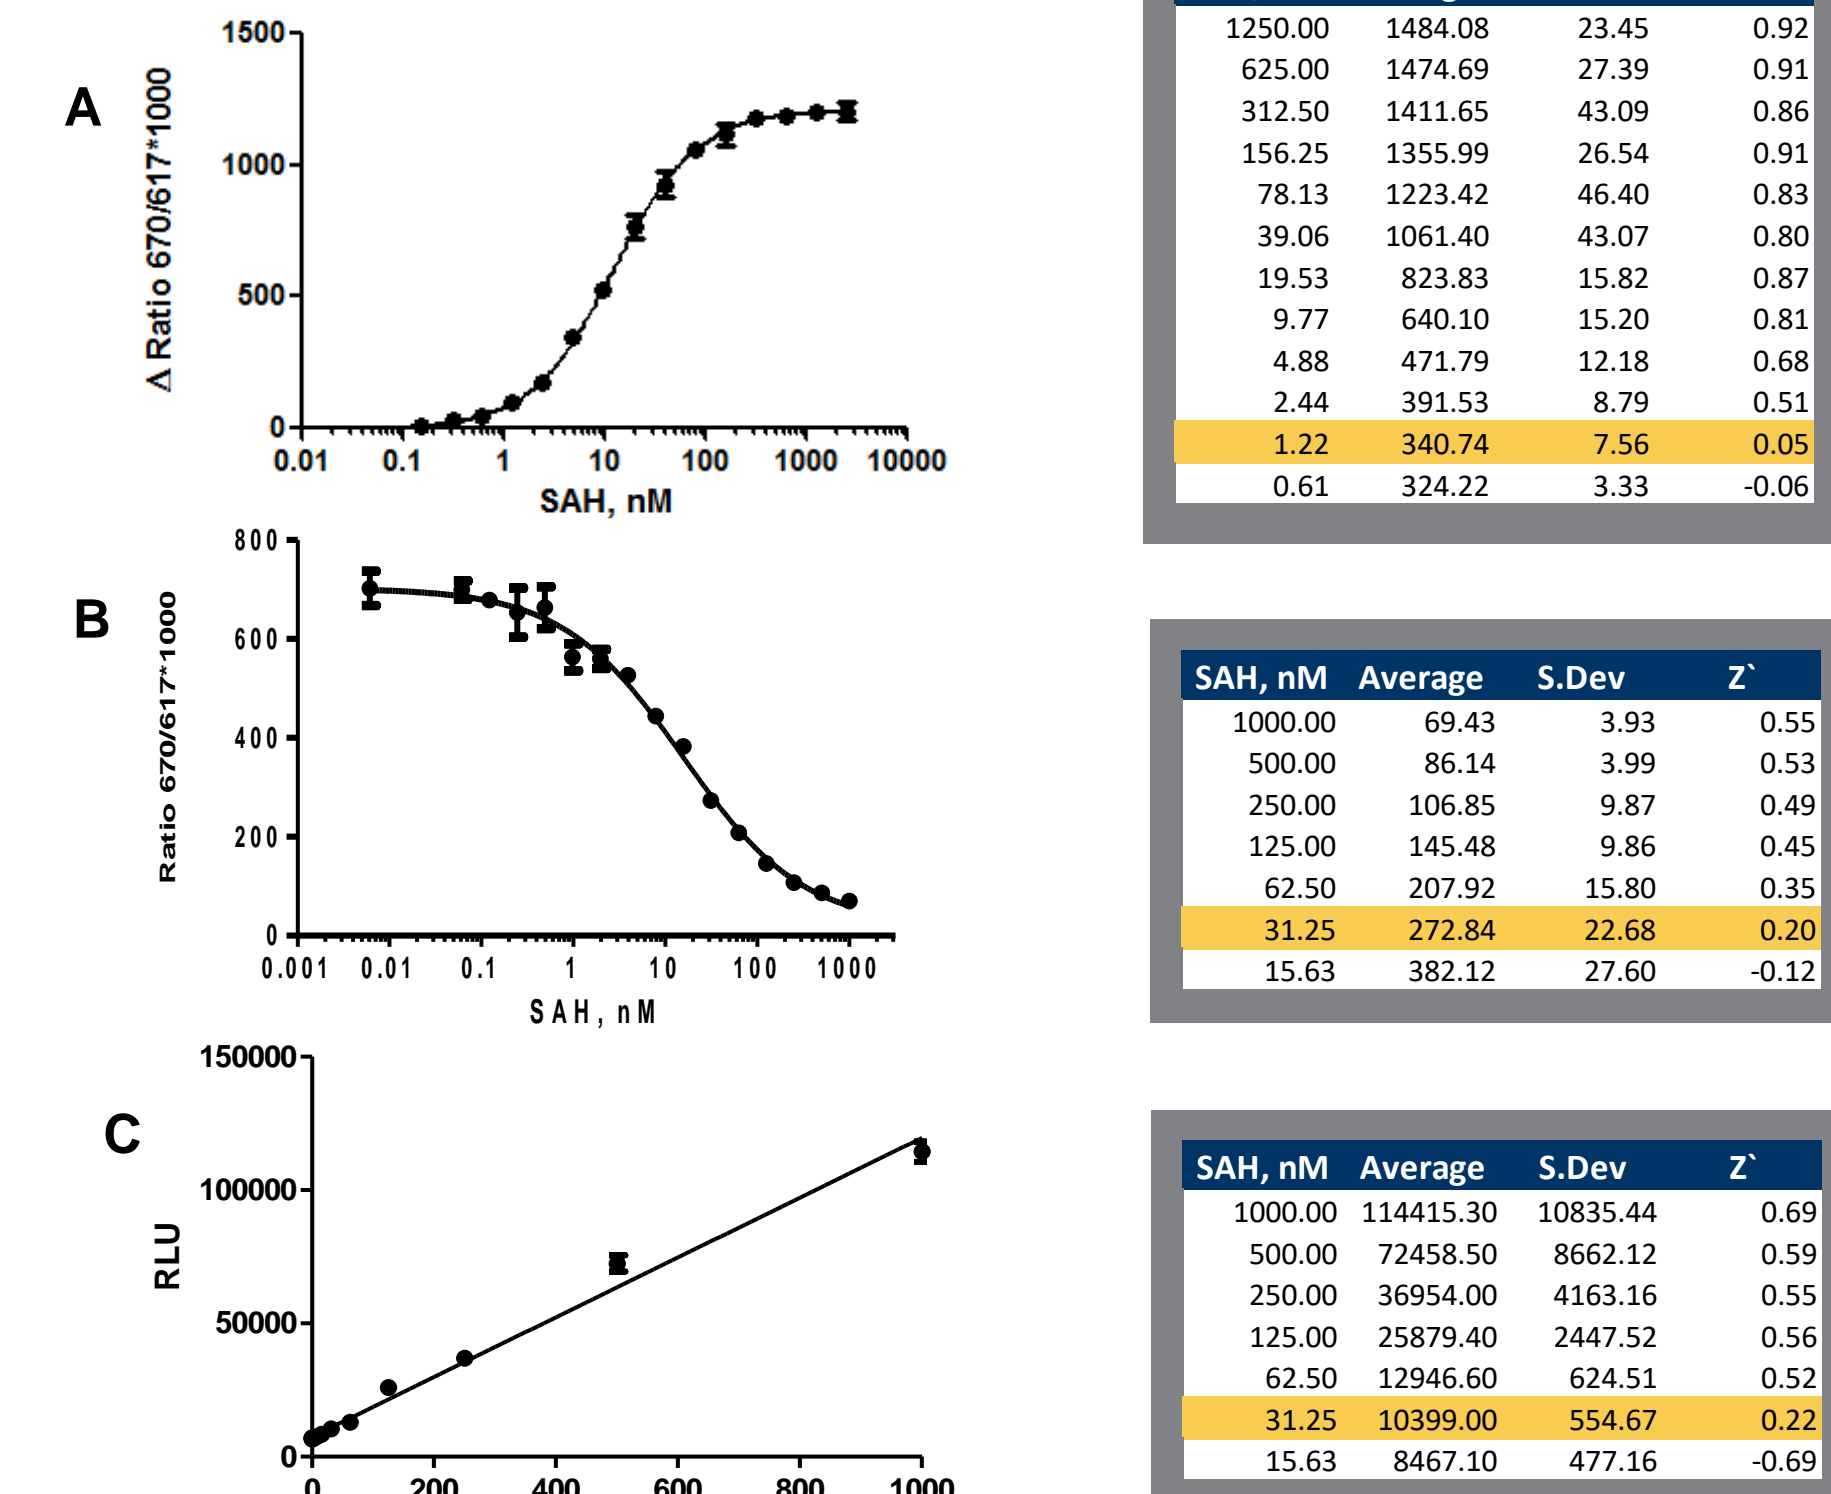 A
Δ Ratio 670/617*1000
1500
1000
500
0
0.01 0.1 1 10 100 1000 10000
SAH, nM
1250.00 1484.08 23.45 0.92
625.00 1474.69 27.39 0.91
312.50 1411.65 43.09 0.86
156.25 1355.99 26.54 0.91
78.13 1223.42 46.40 0.83
39.06 1061.40 43.07 0.80
19.53 823.83 15.82 0.87
9.77 640.10 15.20 0.81
4.88 471.79 12.18 0.68
2.44 391.53 8.79 0.51
1.22 340.74 7.56 0.05
0.61 324.22 3.33 -0.06
B
Ratio 670/617*1000
800
600
400
200
0
0.001 0.01 0.1 1 10 100 1000
SAH, nM
SAH, nM Average S.Dev Z`
1000.00 69.43 3.93 0.55
500.00 86.14 3.99 0.53
250.00 106.85 9.87 0.49
125.00 145.48 9.86 0.45
62.50 207.92 15.80 0.35
31.25 272.84 22.68 0.20
15.63 382.12 27.60 -0.12
C
RLU
150000
100000
50000
0
0 200 400 600 800 1000
SAH, nM Average S.Dev Z`
1000.00 114415.30 10835.44 0.69
500.00 72458.50 8662.12 0.59
250.00 36954.00 4163.16 0.55
125.00 25879.40 2447.52 0.56
62.50 12946.60 624.51 0.52
31.25 10399.00 554.67 0.22
15.63 8467.10 477.16 -0.69